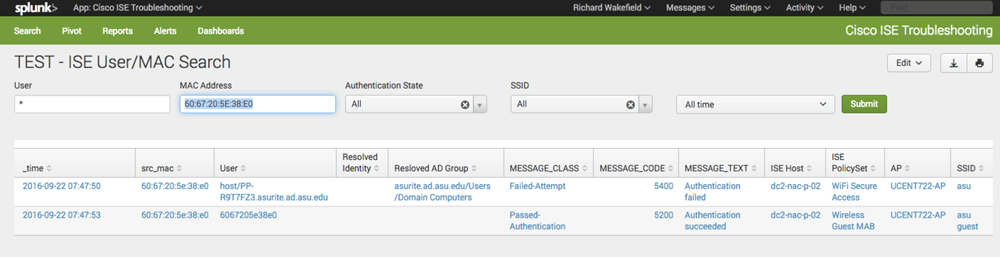 splunk> App: Cisco ISE Troubleshooting Richard Wakefield Messages Settings Activity Help Find
Search Pivot Reports Alerts Dashboards Cisco ISE Troubleshooting
TEST - ISE User/MAC Search Edit
User MAC Address Authentication State SSID
* 60:67:20:5E:38:E0 All All All time Submit
Resolved ISE
_time src_mac User Identity Resloved AD Group MESSAGE_CLASS MESSAGE_CODE MESSAGE_TEXT ISE Host PolicySet AP SSID
2016-09-22 07:47:50 60:67:20:5e:38:e0 host/PP- asurite.ad.asu.edu/Users Failed-Attempt 5400 Authentication dc2-nac-p-02 WiFi Secure UCENT722-AP asu
R9T7FZ3.asurite.ad.asu.edu /Domain Computers failed Access
2016-09-22 07:47:53 60:67:20:5e:38:e0 6067205e38e0 Passed- 5200 Authentication dc2-nac-p-02 Wireless UCENT722-AP asu
Authentication succeeded Guest MAB guest